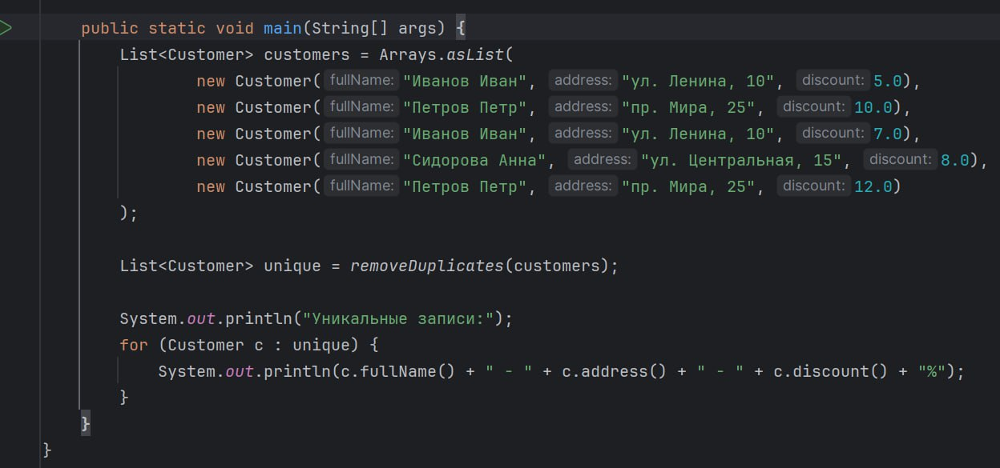 public static void main(String[] args) {
List<Customer> customers = Arrays.asList(
new Customer( fullName: "Иванов Иван", address: "ул. Ленина, 10", discount: 5.0),
new Customer( fullName: "Петров Петр", address: "пр. Мира, 25", discount: 10.0),
new Customer( fullName: "Иванов Иван", address: "ул. Ленина, 10", discount: 7.0),
new Customer( fullName: "Сидорова Анна", address: "ул. Центральная, 15", discount: 8.0),
new Customer( fullName: "Петров Петр", address: "пр. Мира, 25", discount: 12.0)
);
List<Customer> unique = removeDuplicates(customers);
System.out.println("Уникальные записи:");
for (Customer c : unique) {
System.out.println(c.fullName() + " - " + c.address() + " - " + c.discount() + "%");
}
}
}